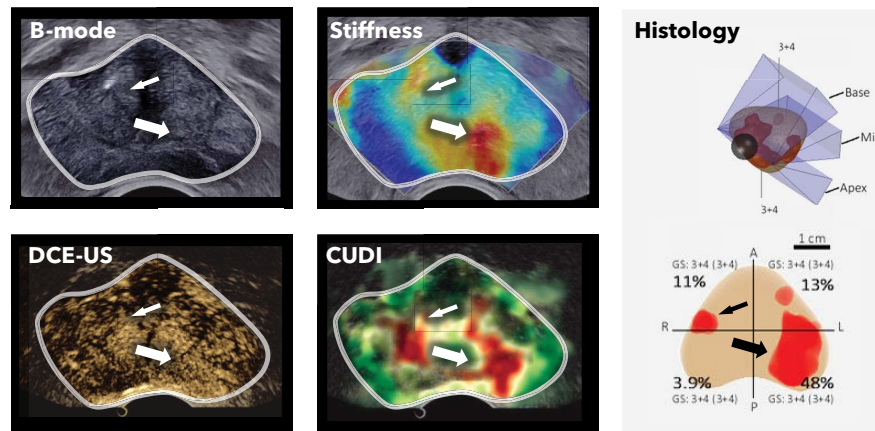 B-mode
Stiffness
Histology
3+4
Base
Mi
Apex
3+4
DCE-US
CUDI
1 cm
A
GS: 3+4 (3+4)
GS: 3+4 (3+4)
11%
13%
R
L
3.9%
48%
GS: 3+4 (3+4)
GS: 3+4 (3+4)
P